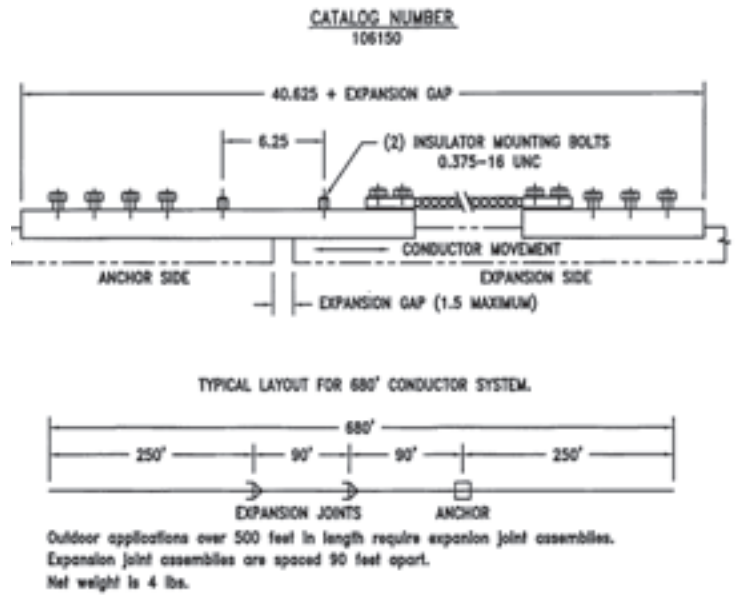 CATALOG NUMBER
106150
40.625 + EXPANSION GAP
6.25
(2) INSULATOR MOUNTING BOLTS
0.375-16 UNC
CONDUCTOR MOVEMENT
ANCHOR SIDE
EXPANSION SIDE
EXPANSION GAP (1.5 MAXIMUM)
TYPICAL LAYOUT FOR 680' CONDUCTOR SYSTEM.
680'
250' 90' 90' 250'
EXPANSION JOINTS ANCHOR
Outdoor applications over 500 feet in length require expanion joint assemblies.
Expansion joint assemblies are spaced 90 feet apart.
Net weight is 4 lbs.